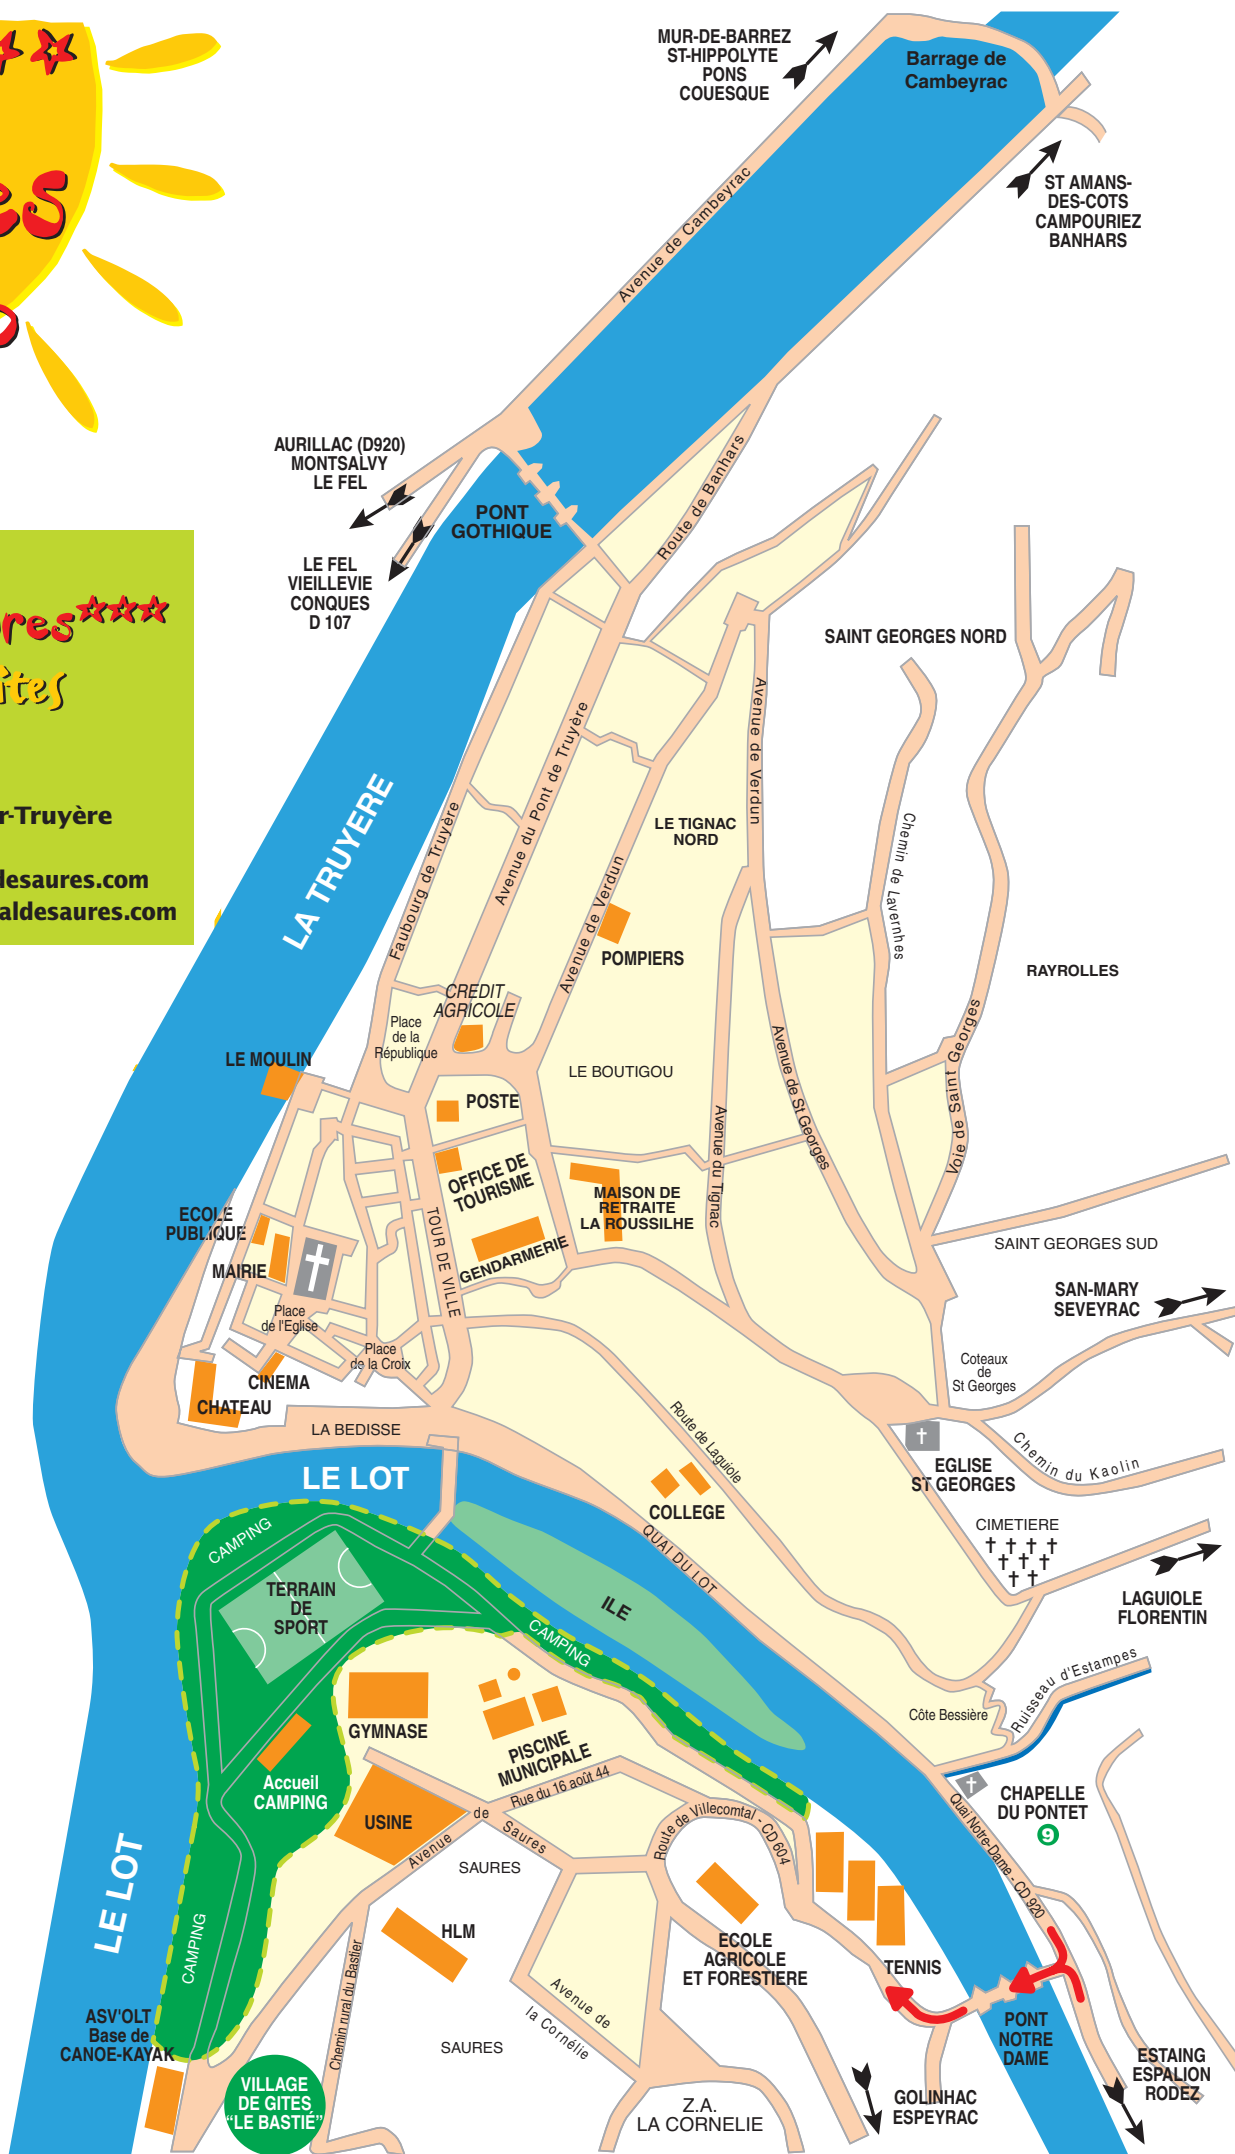 MUR-DE-BARREZ
ST-HIPPOLYTE
PONS
COUESQUE
Barrage de
Cambeyrac
ST AMANS-
DES-COTS
CAMPOURIEZ
BANHARS
Avenue de Cambeyrac
AURILLAC (D920)
MONTSALVY
LE FEL
PONT
GOTHIQUE
Route de Banhars
LE FEL
VIEILLEVIE
CONQUES
D 107
SAINT GEORGES NORD
r-Truyère
desaures.com
aldesaures.com
LA TRUYERE
Faubourg de Truyère
Avenue du Pont de Truyère
Avenue de Verdun
Avenue de Verdun
LE TIGNAC
NORD
Chemin de Lavernhes
POMPIERS
RAYROLLES
CREDIT
AGRICOLE
Place
de la
République
LE MOULIN
LE BOUTIGOU
Avenue de St Georges
Voie de Saint Georges
POSTE
OFFICE DE
TOURISME
Avenue du Tignac
MAISON DE
RETRAITE
LA ROUSSILHE
ECOLE
PUBLIQUE
MAIRIE
TOUR DE VILLE
GENDARMERIE
SAINT GEORGES SUD
SAN-MARY
SEVEYRAC
Place
de l'Eglise
Place
de la Croix
CINEMA
CHATEAU
Coteaux
de
St Georges
LA BEDISSE
Route de Laguiole
EGLISE
ST GEORGES
Chemin du Kaolin
LE LOT
COLLEGE
CIMETIERE
CAMPING
QUAI DU LOT
TERRAIN
DE
SPORT
ILE
CAMPING
LAGUIOLE
FLORENTIN
Ruisseau d'Estampes
Côte Bessière
GYMNASE
PISCINE
MUNICIPALE
Accueil
CAMPING
USINE
Rue du 16 août 44
Avenue de Saures
Route de Villecomtal - CD 604
CHAPELLE
DU PONTET
9
Quai Notre-Dame - CD 920
SAURES
LE LOT
CAMPING
HLM
ECOLE
AGRICOLE
ET FORESTIERE
TENNIS
Chemin rural du Bastier
Avenue de
la Cornélie
ASV'OLT
Base de
CANOE-KAYAK
SAURES
PONT
NOTRE
DAME
ESTAING
ESPALION
RODEZ
VILLAGE
DE GITES
“LE BASTIÉ”
Z.A.
LA CORNELIE
GOLINHAC
ESPEYRAC